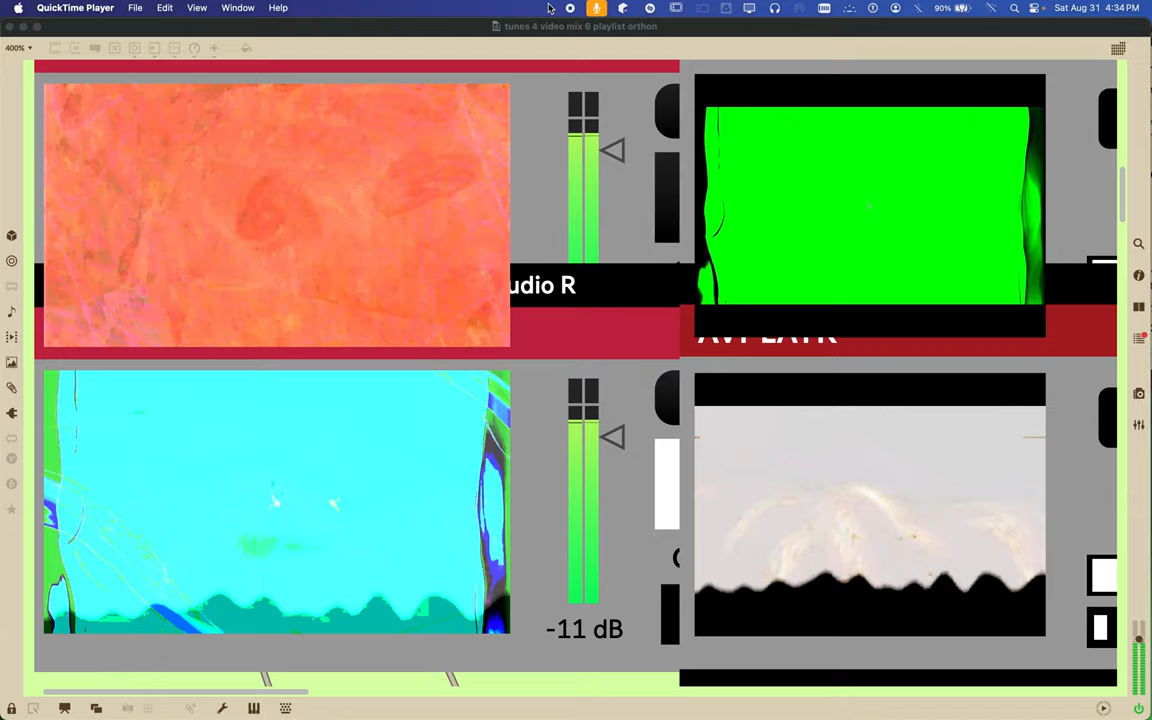 QuickTime Player File Edit View Window Help 90% Sat Aug 31 4:34 PM
tunes 4 video mix 6 playlist orthon
400%
udio R
-11 dB